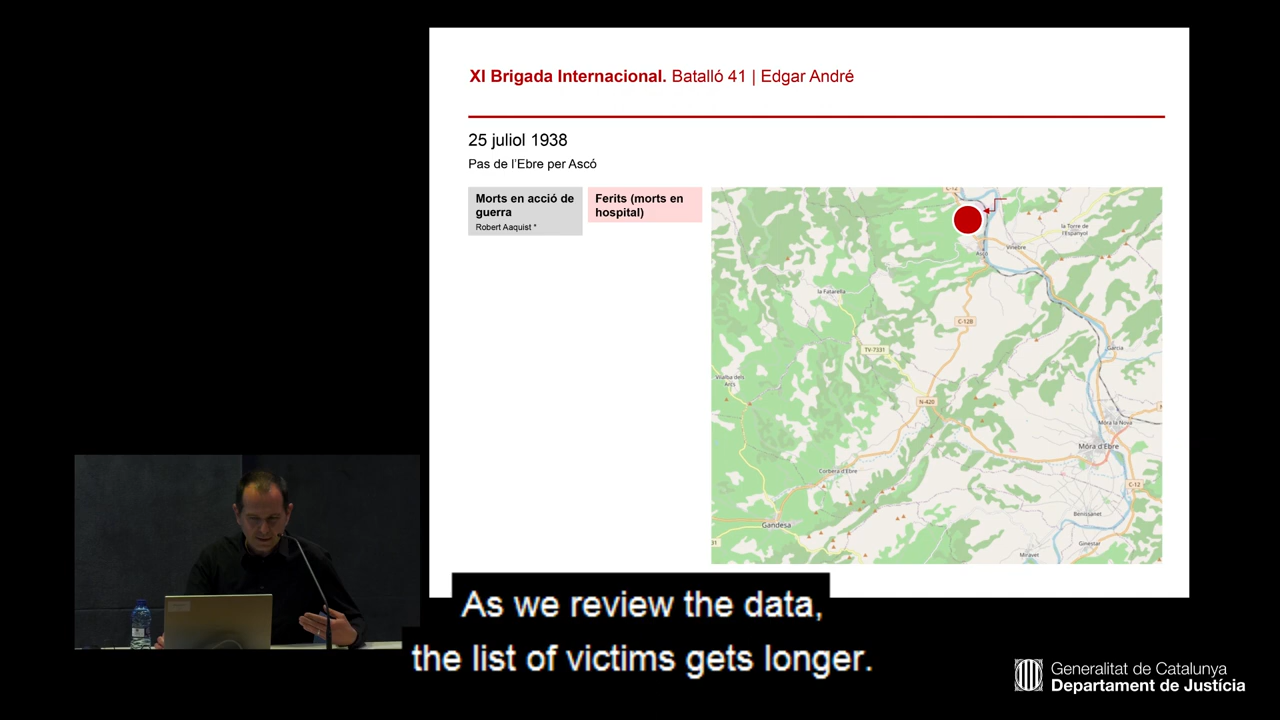 XI Brigada Internacional. Batalló 41 | Edgar André
25 juliol 1938
Pas de l'Ebre per Ascó
Morts en acció de
guerra
Robert Aaquist *
Ferits (morts en
hospital)
C-12
la Torre de
l'Espanyol
Vinebre
Ascó
la Fatarella
C-12B
TV-7231
Garcia
Vilalba dels
Arcs
N-420
Móra la Nova
Móra d'Ebre
Corbera d'Ebre
C-12
Gandesa
Benissanet
Ginestar
Miravet
As we review the data,
the list of victims gets longer.
Generalitat de Catalunya
Departament de Justícia